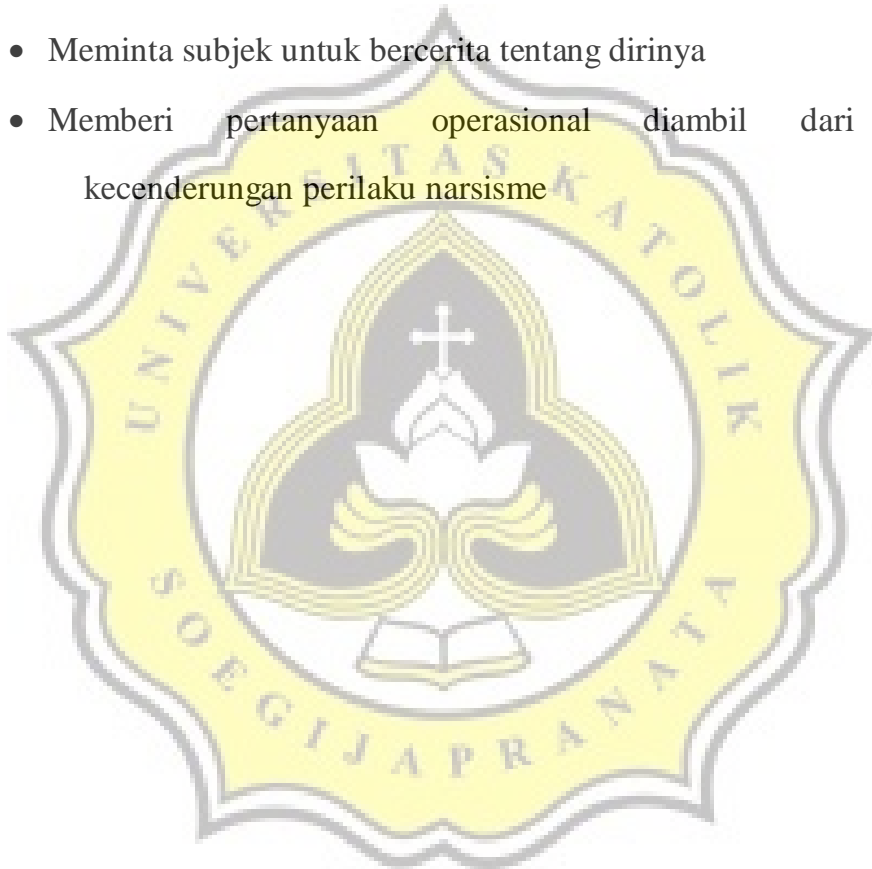 • Meminta subjek untuk bercerita tentang dirinya
• Memberi pertanyaan operasional diambil dari
kecenderungan perilaku narsisme
UNIVERSITAS KATOLIK
SOEGIJAPRANATA